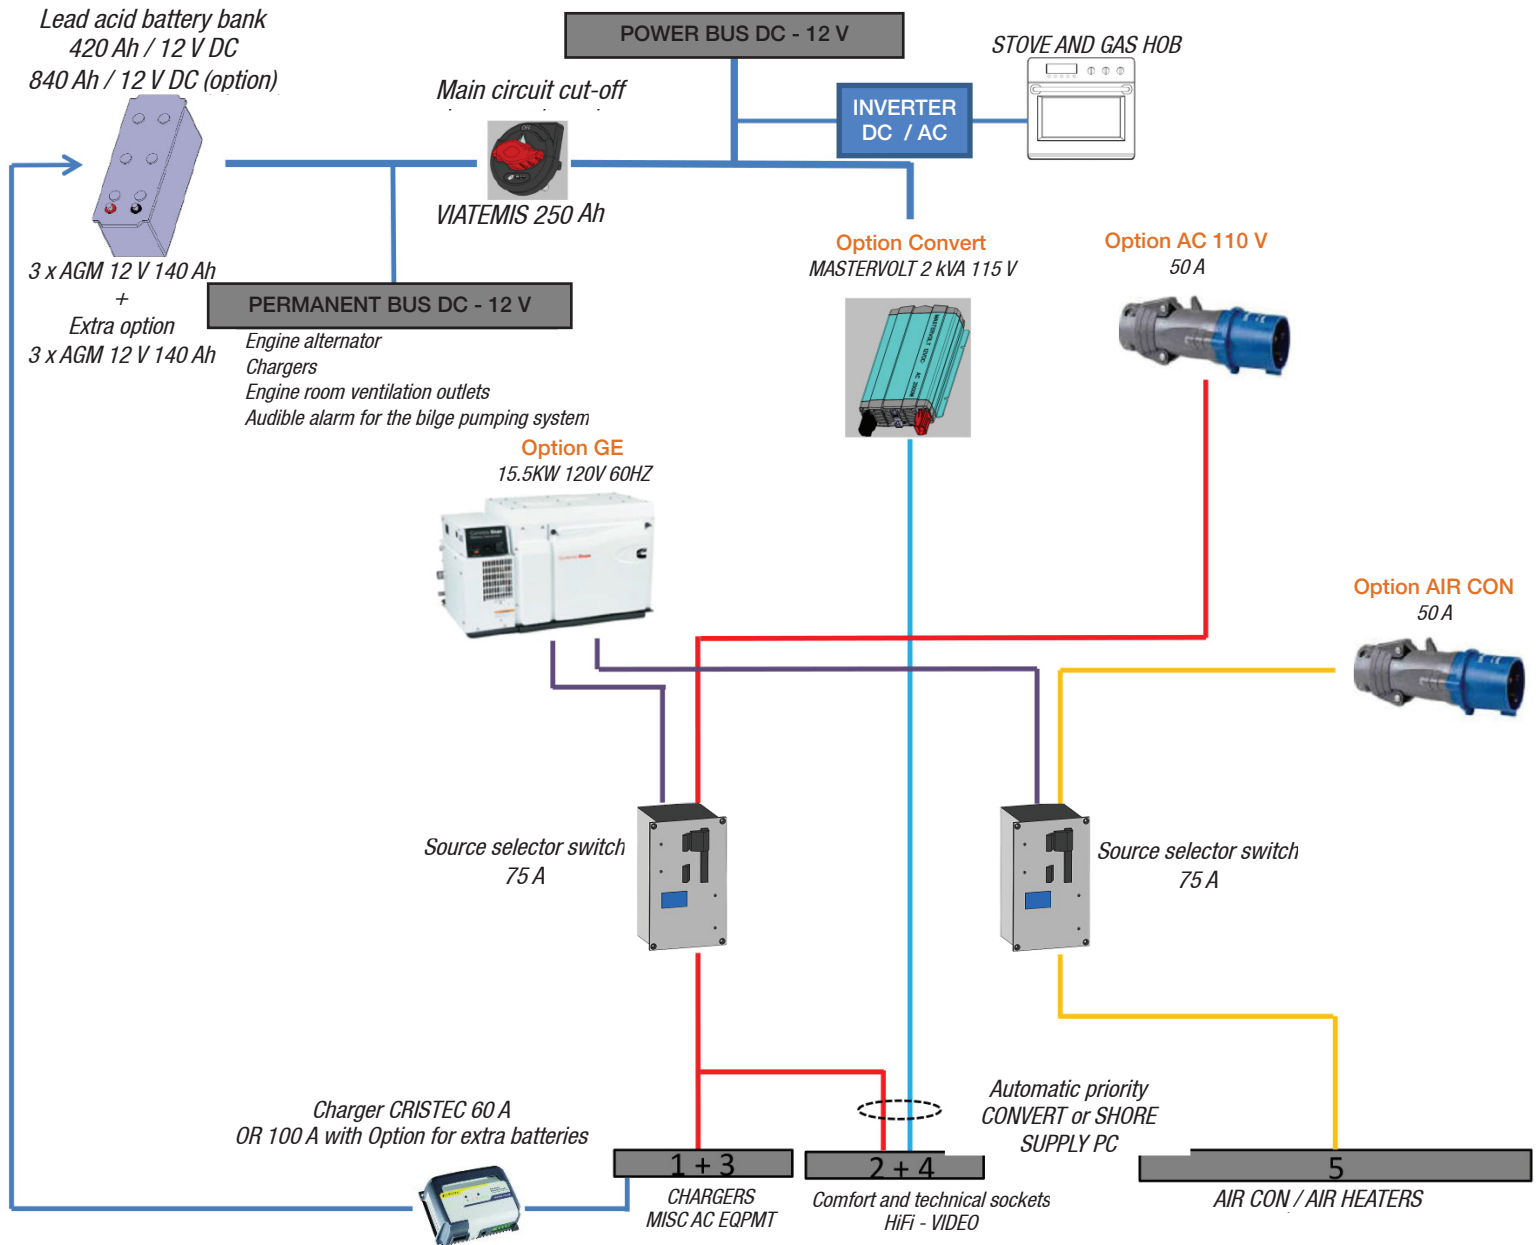 Lead acid battery bank
420 Ah / 12 V DC
840 Ah / 12 V DC (option)
POWER BUS DC - 12 V
STOVE AND GAS HOB
Main circuit cut-off
INVERTER
DC / AC
VIATEMIS 250 Ah
3 x AGM 12 V 140 Ah
+
Extra option
3 x AGM 12 V 140 Ah
PERMANENT BUS DC - 12 V
Engine alternator
Chargers
Engine room ventilation outlets
Audible alarm for the bilge pumping system
Option Convert
MASTERVOLT 2 kVA 115 V
Option AC 110 V
50 A
Option GE
15.5KW 120V 60HZ
Option AIR CON
50 A
Source selector switch
75 A
Source selector switch
75 A
Automatic priority
CONVERT or SHORE
SUPPLY PC
Charger CRISTEC 60 A
OR 100 A with Option for extra batteries
1 + 3
CHARGERS
MISC AC EQPMT
2 + 4
Comfort and technical sockets
HiFi - VIDEO
5
AIR CON / AIR HEATERS